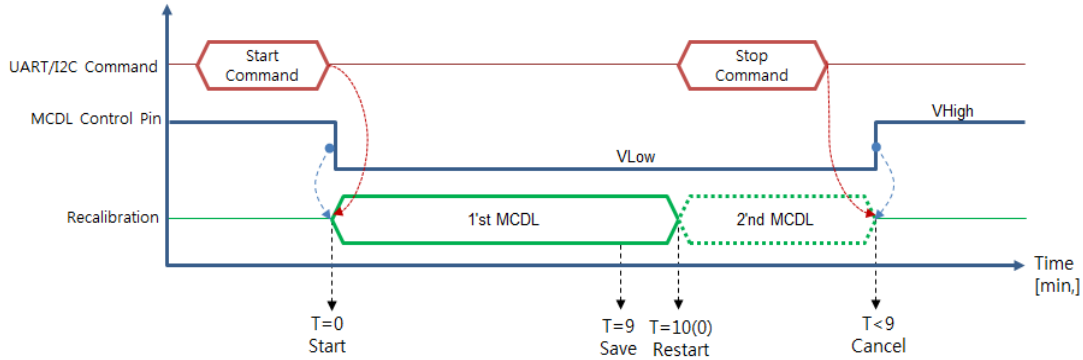 Start
Command
Stop
Command
UART/I2C Command
MCDL Control Pin
VHigh
VLow
Recalibration
1'st MCDL
2'nd MCDL
Time
[min,]
T=0
Start
T=9
Save
T=10(0)
Restart
T<9
Cancel